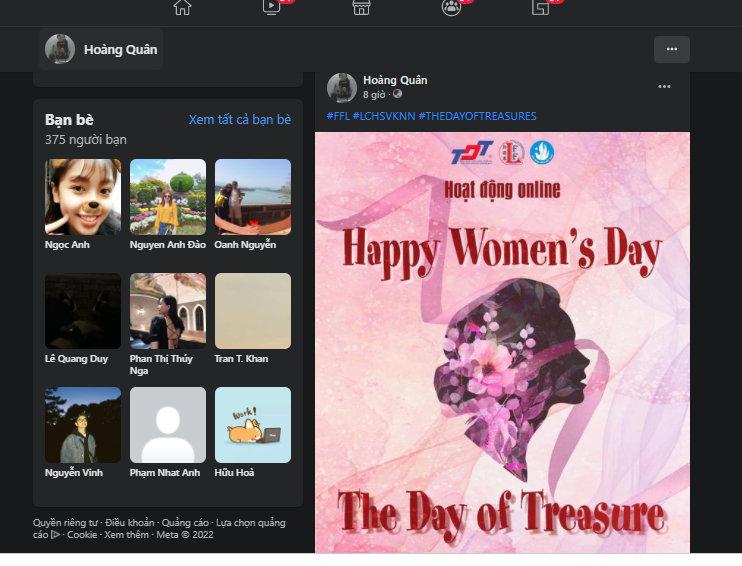 Hoàng Quân
Bạn bè
Xem tất cả bạn bè
375 người bạn
Ngọc Anh
Nguyen Anh Đào
Oanh Nguyễn
Lê Quang Duy
Phan Thị Thúy
Nga
Tran T. Khan
Work!
Nguyễn Vinh
Phạm Nhat Anh
Hữu Hoà
Quyền riêng tư · Điều khoản · Quảng cáo · Lựa chọn quảng
cáo · Cookie · Xem thêm · Meta © 2022
Hoàng Quân
8 giờ ·
#FFL #LCHSVKNN #THEDAYOFTREASURES
TDT
Hoạt động online
Happy Women's Day
The Day of Treasure